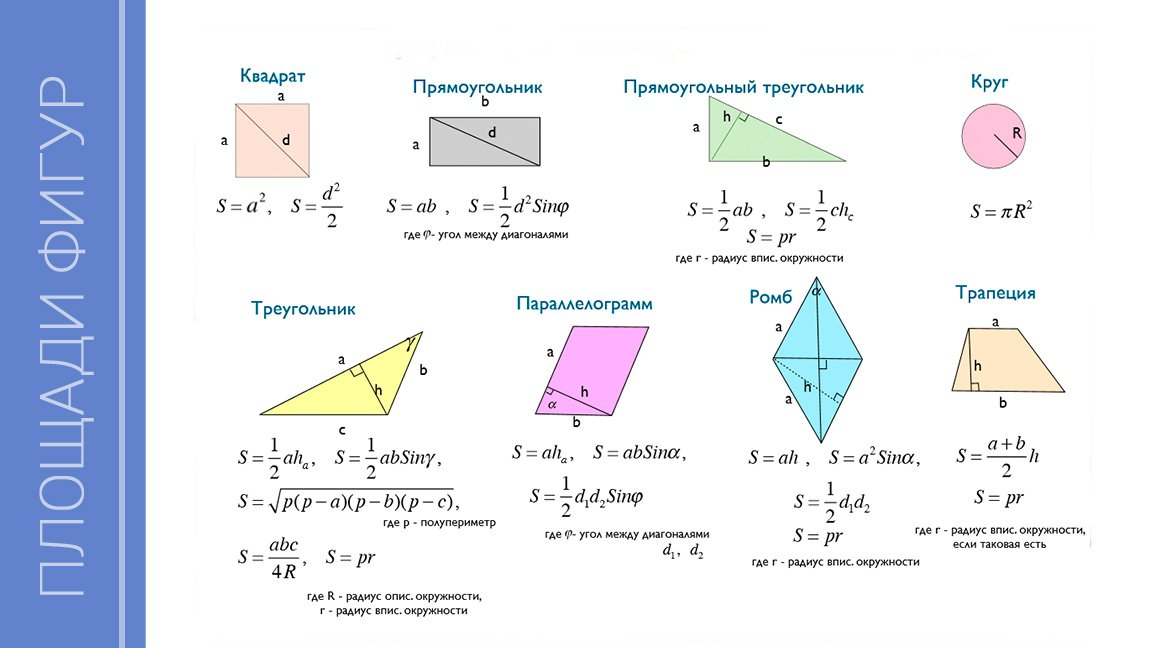 ПЛОЩАДИ ФИГУР
Квадрат
a
a
d
S = a², S = d²/2
Прямоугольник
b
a
d
S = ab , S = 1/2 d²Sinφ
где φ- угол между диагоналями
Прямоугольный треугольник
a
h
c
b
S = 1/2 ab , S = 1/2 ch_c
S = pr
где r - радиус впис. окружности
Круг
R
S = πR²
Треугольник
a
γ
h
b
c
S = 1/2 ah_a, S = 1/2 abSinγ,
S = √(p(p − a)(p − b)(p − c)),
где p - полупериметр
S = abc/4R, S = pr
где R - радиус опис. окружности,
r - радиус впис. окружности
Параллелограмм
a
h
α
b
S = ah_a, S = abSinα,
S = 1/2 d₁d₂Sinφ
где φ- угол между диагоналями
d₁, d₂
Ромб
α
a
h
a
S = ah , S = a²Sinα,
S = 1/2 d₁d₂
S = pr
где r - радиус впис. окружности
Трапеция
a
h
b
S = a + b/2 h
S = pr
где r - радиус впис. окружности,
если таковая есть